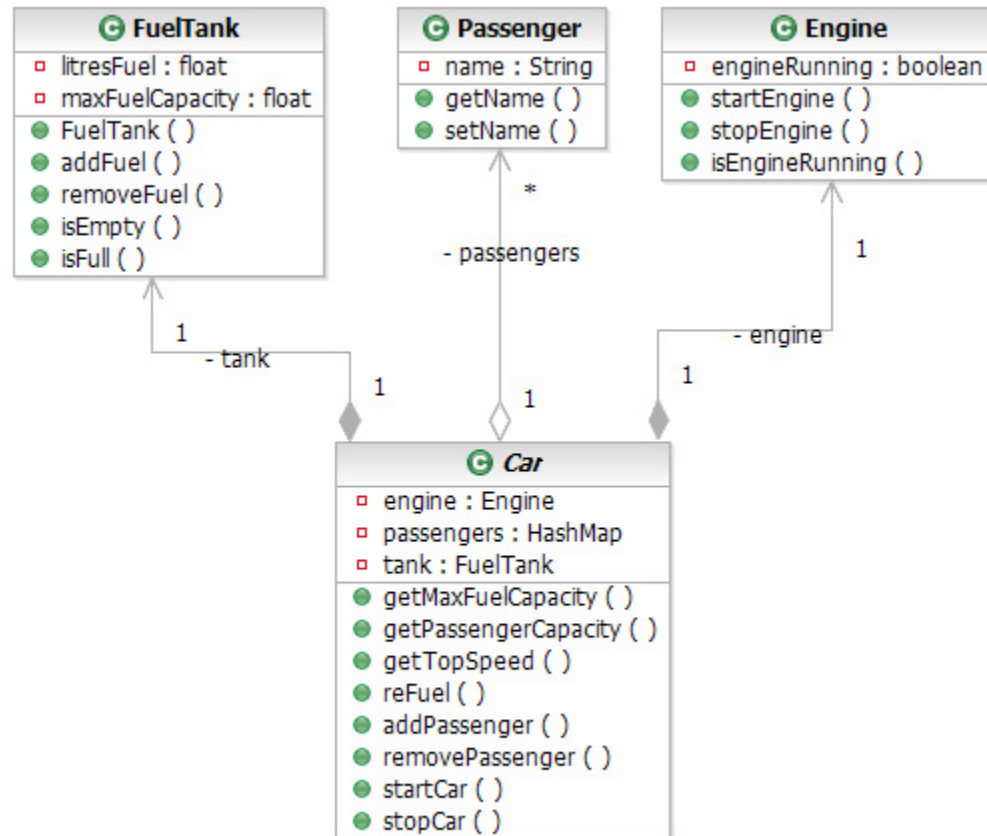 FuelTank
litresFuel : float
maxFuelCapacity : float
FuelTank ( )
addFuel ( )
removeFuel ( )
isEmpty ( )
isFull ( )
Passenger
name : String
getName ( )
setName ( )
Engine
engineRunning : boolean
startEngine ( )
stopEngine ( )
isEngineRunning ( )
*
- passengers
1
1
- tank
1
- engine
1
1
1
Car
engine : Engine
passengers : HashMap
tank : FuelTank
getMaxFuelCapacity ( )
getPassengerCapacity ( )
getTopSpeed ( )
reFuel ( )
addPassenger ( )
removePassenger ( )
startCar ( )
stopCar ( )